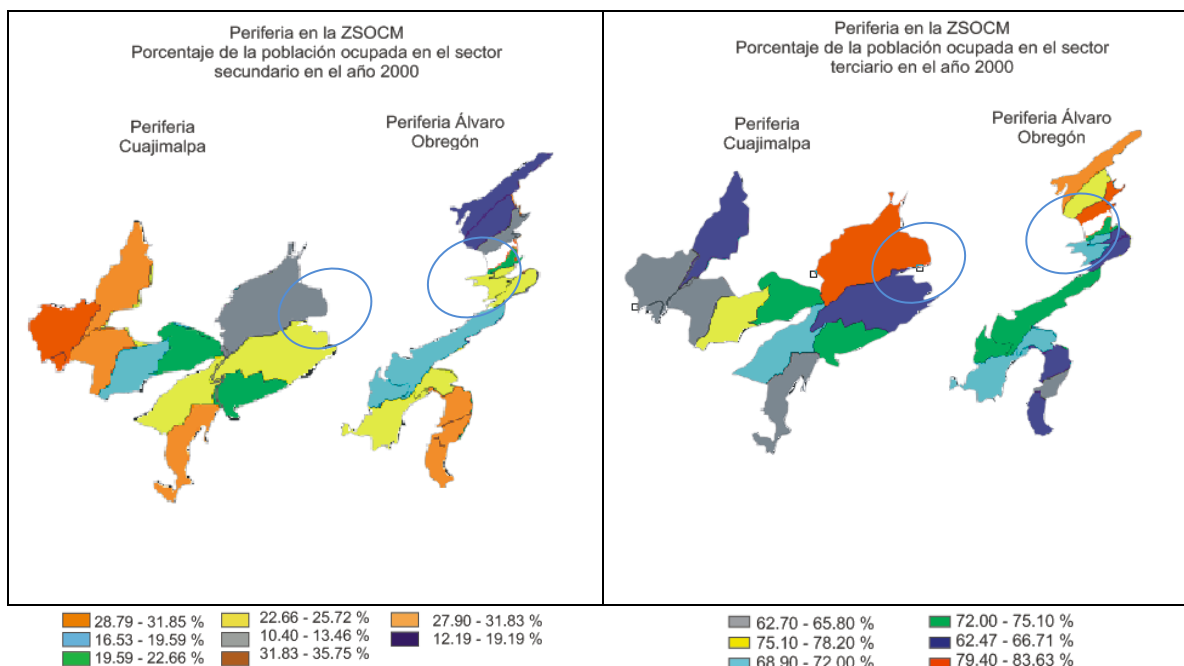 Periferia en la ZSOCM
Porcentaje de la población ocupada en el sector
secundario en el año 2000
Periferia
Cuajimalpa
Periferia Álvaro
Obregón
Periferia en la ZSOCM
Porcentaje de la población ocupada en el sector
terciario en el año 2000
Periferia
Cuajimalpa
Periferia Álvaro
Obregón
28.79 - 31.85 %
16.53 - 19.59 %
19.59 - 22.66 %
22.66 - 25.72 %
10.40 - 13.46 %
31.83 - 35.75 %
27.90 - 31.83 %
12.19 - 19.19 %
62.70 - 65.80 %
75.10 - 78.20 %
68.90 - 72.00 %
72.00 - 75.10 %
62.47 - 66.71 %
79.40 - 83.63 %